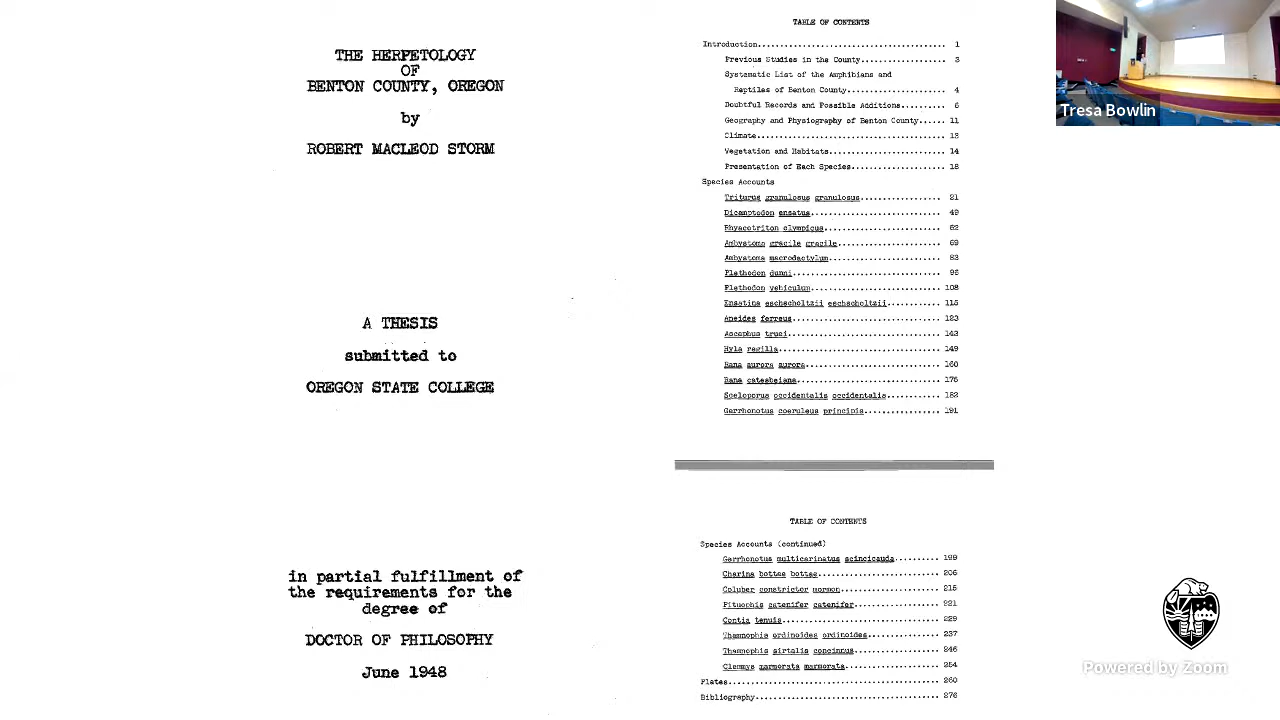 THE HERPETOLOGY
OF
BENTON COUNTY, OREGON
by
ROBERT MACLEOD STORM
A THESIS
submitted to
OREGON STATE COLLEGE
in partial fulfillment of
the requirements for the
degree of
DOCTOR OF PHILOSOPHY
June 1948
TABLE OF CONTENTS
Introduction........................................ 1
Previous Studies in the County.................. 3
Systematic List of the Amphibians and
Reptiles of Benton County..................... 4
Doubtful Records and Possible Additions......... 6
Geography and Physiography of Benton County...... 11
Climate........................................... 13
Vegetation and Habitats.......................... 14
Presentation of Each Species..................... 18
Species Accounts
Triturus granulosus granulosus................ 21
Dicamptodon ensatus............................ 49
Rhyacotriton olympicus......................... 62
Ambystoma gracile gracile...................... 69
Ambystoma macrodactylum........................ 83
Plethodon dunni................................ 95
Plethodon vehiculum............................ 108
Ensatina eschscholtzii eschscholtzii........... 115
Aneides ferreus................................ 123
Ascaphus truei................................. 143
Hyla regilla................................... 149
Rana aurora aurora............................. 160
Rana catesbeiana............................... 175
Sceloporus occidentalis occidentalis........... 182
Gerrhonotus coeruleus principis................ 191
TABLE OF CONTENTS
Species Accounts (continued)
Gerrhonotus multicarinatus scincicauda......... 199
Charina bottae bottae.......................... 206
Coluber constrictor mormon..................... 215
Pituophis catenifer catenifer.................. 221
Contia tenuis.................................. 229
Thamnophis ordinoides ordinoides............... 237
Thamnophis sirtalis concinnus.................. 246
Clemmys marmorata marmorata.................... 254
Plates............................................. 260
Bibliography....................................... 276
Tresa Bowlin
Powered by Zoom